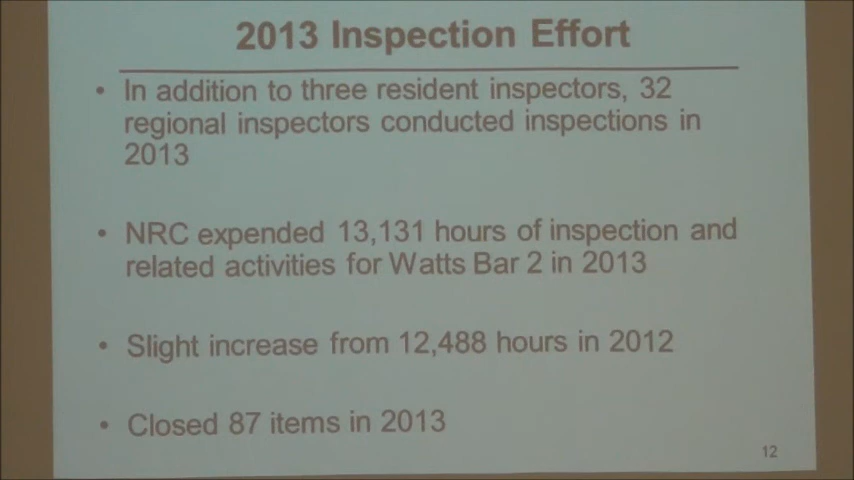 2013 Inspection Effort
• In addition to three resident inspectors, 32
regional inspectors conducted inspections in
2013
• NRC expended 13,131 hours of inspection and
related activities for Watts Bar 2 in 2013
• Slight increase from 12,488 hours in 2012
• Closed 87 items in 2013
12